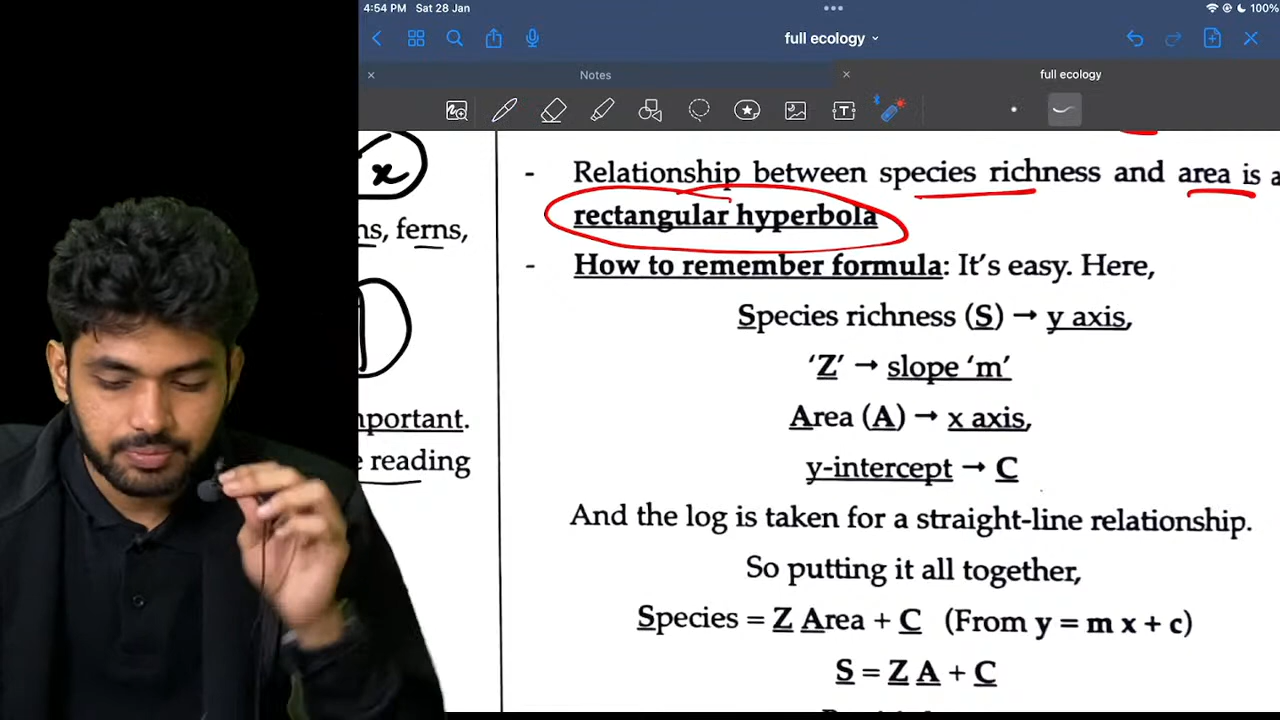 4:54 PM Sat 28 Jan
100%
full ecology
Notes
full ecology
x
ns, ferns,
nportant.
e reading
- Relationship between species richness and area is a
rectangular hyperbola
- How to remember formula: It's easy. Here,
Species richness (S) → y axis,
'Z' → slope 'm'
Area (A) → x axis,
y-intercept → C
And the log is taken for a straight-line relationship.
So putting it all together,
Species = Z Area + C (From y = m x + c)
S = Z A + C